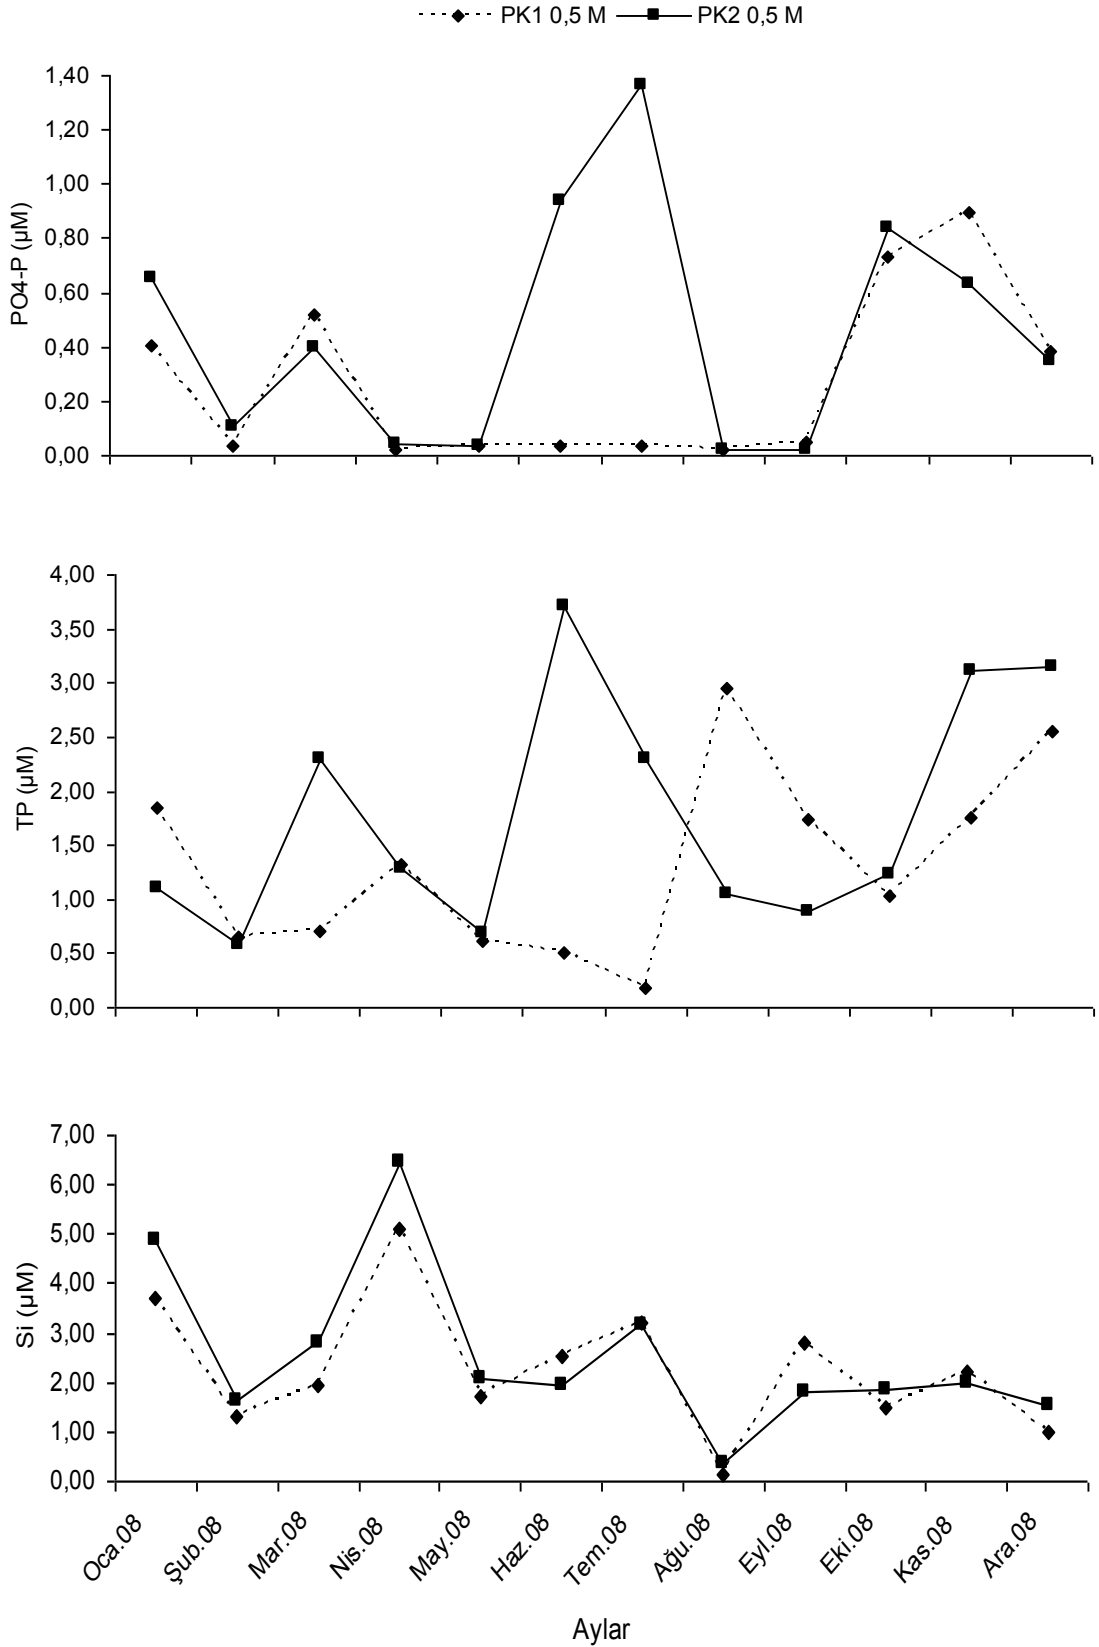 PK1 0,5 M PK2 0,5 M
1,40
1,20
1,00
0,80
0,60
0,40
0,20
0,00
PO4-P (µM)
4,00
3,50
3,00
2,50
2,00
1,50
1,00
0,50
0,00
TP (µM)
7,00
6,00
5,00
4,00
3,00
2,00
1,00
0,00
Si (µM)
Oca.08
Şub.08
Mar.08
Nis.08
May.08
Haz.08
Tem.08
Ağu.08
Eyl.08
Eki.08
Kas.08
Ara.08
Aylar